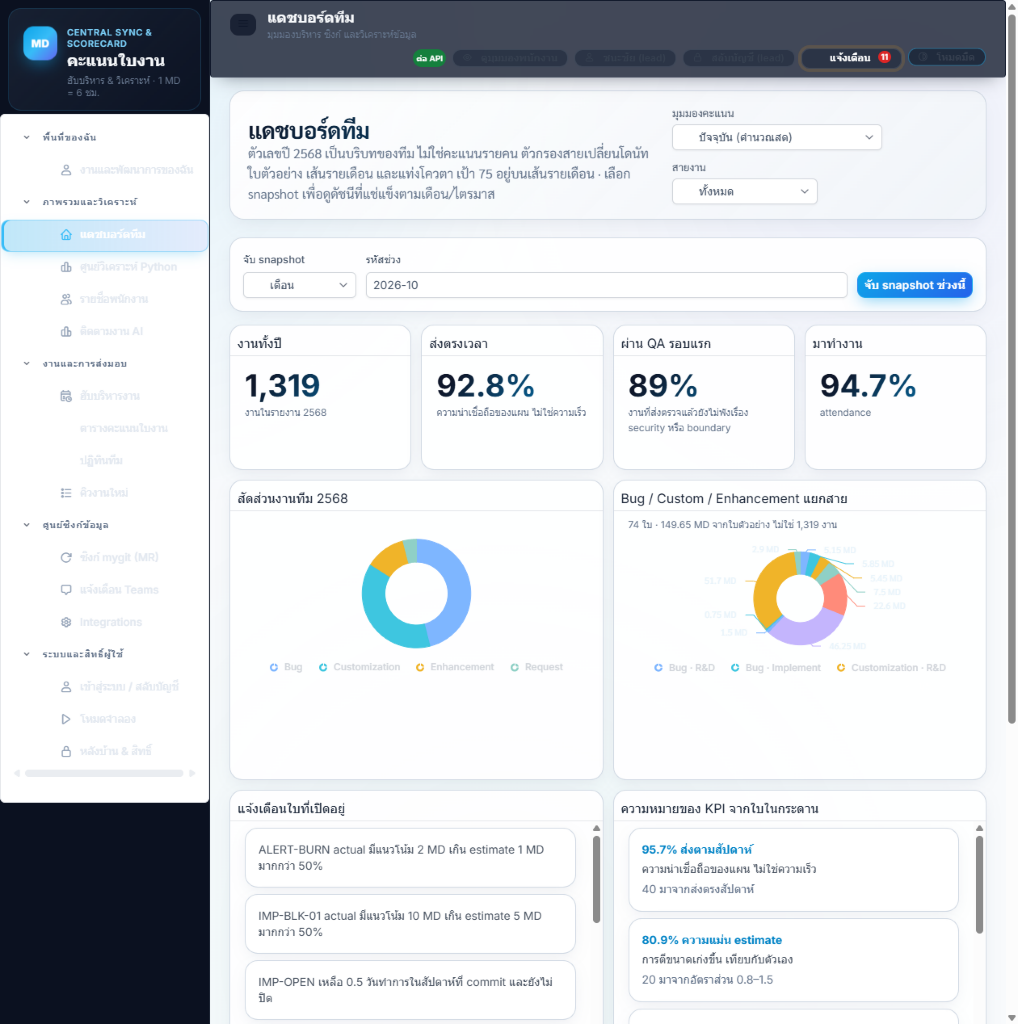 MD
CENTRAL SYNC &
SCORECARD
คะแนนใบงาน
ฮับบริหาร & วิเคราะห์ · 1 MD
= 6 ชม.
พื้นที่ของฉัน
งานและพัฒนาการของฉัน
ภาพรวมและวิเคราะห์
แดชบอร์ดทีม
ศูนย์วิเคราะห์ Python
รายชื่อพนักงาน
ติดตามงาน AI
งานและการส่งมอบ
ฮับบริหารงาน
ตารางคะแนนใบงาน
ปฏิทินทีม
คิวงานใหม่
ศูนย์ซิงก์ข้อมูล
ซิงก์ mygit (MR)
แจ้งเตือน Teams
Integrations
ระบบและสิทธิ์ผู้ใช้
เข้าสู่ระบบ / สลับบัญชี
โหมดจำลอง
หลังบ้าน & สิทธิ์
แดชบอร์ดทีม
มุมมองบริหาร ซิงก์ และวิเคราะห์ข้อมูล
ต่อ API
แจ้งเตือน 11
โหมดมืด
แดชบอร์ดทีม
ตัวเลขปี 2568 เป็นบริบทของทีม ไม่ใช่คะแนนรายคน ตัวกรองสายเปลี่ยนโดนัท
ใบตัวอย่าง เส้นรายเดือน และแท่งโควตา เป้า 75 อยู่บนเส้นรายเดือน · เลือก
snapshot เพื่อดูดัชนีที่แช่แข็งตามเดือน/ไตรมาส
มุมมองคะแนน
ปัจจุบัน (คำนวณสด)
สายงาน
ทั้งหมด
จับ snapshot
เดือน
รหัสช่วง
2026-10
จับ snapshot ช่วงนี้
งานทั้งปี
1,319
งานในรายงาน 2568
ส่งตรงเวลา
92.8%
ความน่าเชื่อถือของแผน ไม่ใช่ความเร็ว
ผ่าน QA รอบแรก
89%
งานที่ส่งตรวจแล้วยังไม่พังเรื่อง
security หรือ boundary
มาทำงาน
94.7%
attendance
สัดส่วนงานทีม 2568
Bug
Customization
Enhancement
Request
Bug / Custom / Enhancement แยกสาย
74 ใบ · 149.65 MD จากใบตัวอย่าง ไม่ใช่ 1,319 งาน
51.7 MD
0.75 MD
1.5 MD
7.5 MD
22.6 MD
46.25 MD
Bug · R&D
Bug · Implement
Customization · R&D
แจ้งเตือนใบที่เปิดอยู่
ALERT-BURN actual มีแนวโน้ม 2 MD เกิน estimate 1 MD
มากกว่า 50%
IMP-BLK-01 actual มีแนวโน้ม 10 MD เกิน estimate 5 MD
มากกว่า 50%
IMP-OPEN เหลือ 0.5 วันทำการในสัปดาห์ที่ commit และยังไม่
ปิด
ความหมายของ KPI จากใบในกระดาน
95.7% ส่งตามสัปดาห์
ความน่าเชื่อถือของแผน ไม่ใช่ความเร็ว
40 มาจากส่งตรงสัปดาห์
80.9% ความแม่น estimate
การตีขนาดเก่งขึ้น เทียบกับตัวเอง
20 มาจากอัตราส่วน 0.8–1.5